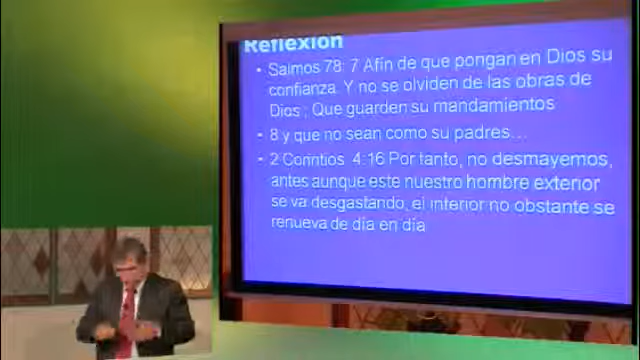 Reflexión
• Salmos 78: 7 Afín de que pongan en Dios su
confianza. Y no se olviden de las obras de
Dios ; Que guarden su mandamientos
• 8 y que no sean como su padres…
• 2 Corintios 4:16 Por tanto, no desmayemos,
antes aunque este nuestro hombre exterior
se va desgastando, el interior no obstante se
renueva de día en día